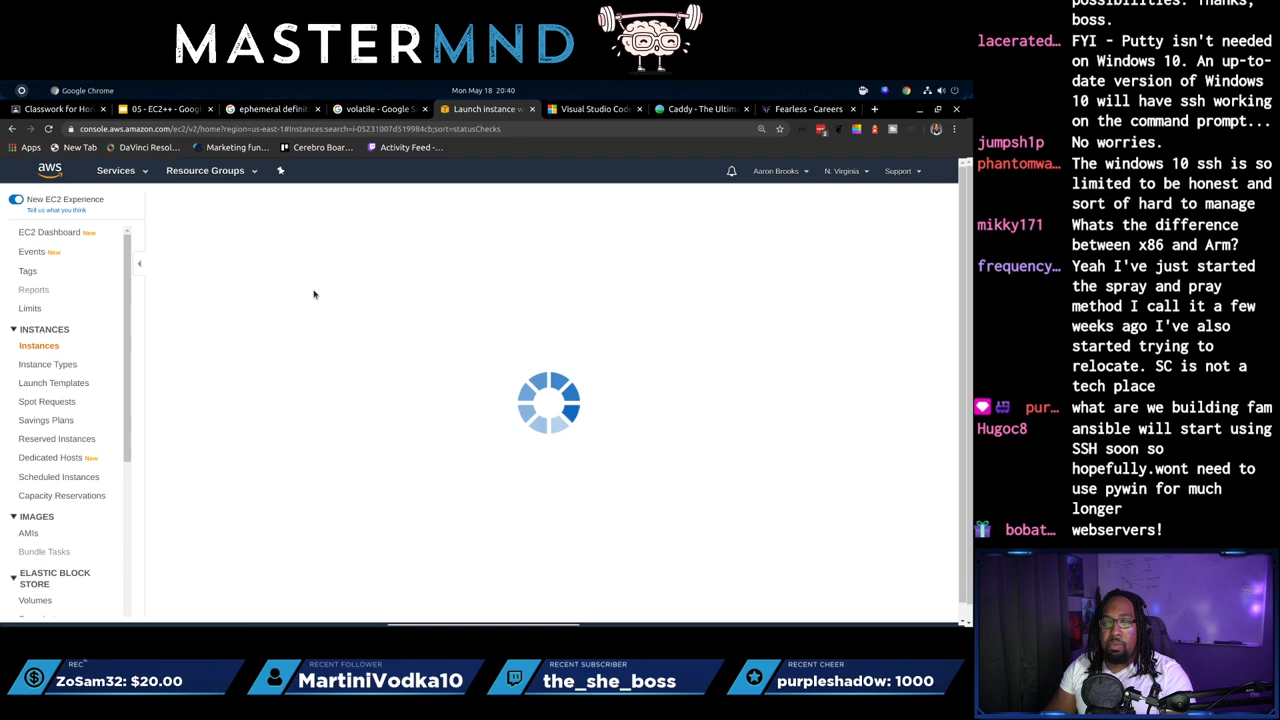 MASTERMND
Google Chrome
Mon May 18 20:40
Classwork for Hori
05 - EC2++ - Google
ephemeral definit
volatile - Google S
Launch instance w
Visual Studio Cod
Caddy - The Ultim
Fearless - Careers
console.aws.amazon.com/ec2/v2/home?region=us-east-1#Instances:search=i-05231007d519984cb;sort=statusChecks
Apps
New Tab
DaVinci Resol...
Marketing fun...
Cerebro Boar...
Activity Feed -...
aws
Services
Resource Groups
Aaron Brooks
N. Virginia
Support
New EC2 Experience
Tell us what you think
EC2 Dashboard New
Events New
Tags
Reports
Limits
INSTANCES
Instances
Instance Types
Launch Templates
Spot Requests
Savings Plans
Reserved Instances
Dedicated Hosts New
Scheduled Instances
Capacity Reservations
IMAGES
AMIs
Bundle Tasks
ELASTIC BLOCK
STORE
Volumes
possibilities. Thanks,
boss.
lacerated… FYI - Putty isn't needed
on Windows 10. An up-to-
date version of Windows
10 will have ssh working
on the command prompt...
jumpsh1p No worries.
phantomwa… The windows 10 ssh is so
limited to be honest and
sort of hard to manage
mikky171 Whats the difference
between x86 and Arm?
frequency… Yeah I've just started
the spray and pray
method I call it a few
weeks ago I've also
started trying to
relocate. SC is not a
tech place
pur… what are we building fam
Hugoc8 ansible will start using
SSH soon so
hopefully.wont need to
use pywin for much
longer
bobat… webservers!
REC
ZoSam32: $20.00
RECENT FOLLOWER
MartiniVodka10
RECENT SUBSCRIBER
the_she_boss
RECENT CHEER
purpleshad0w: 1000